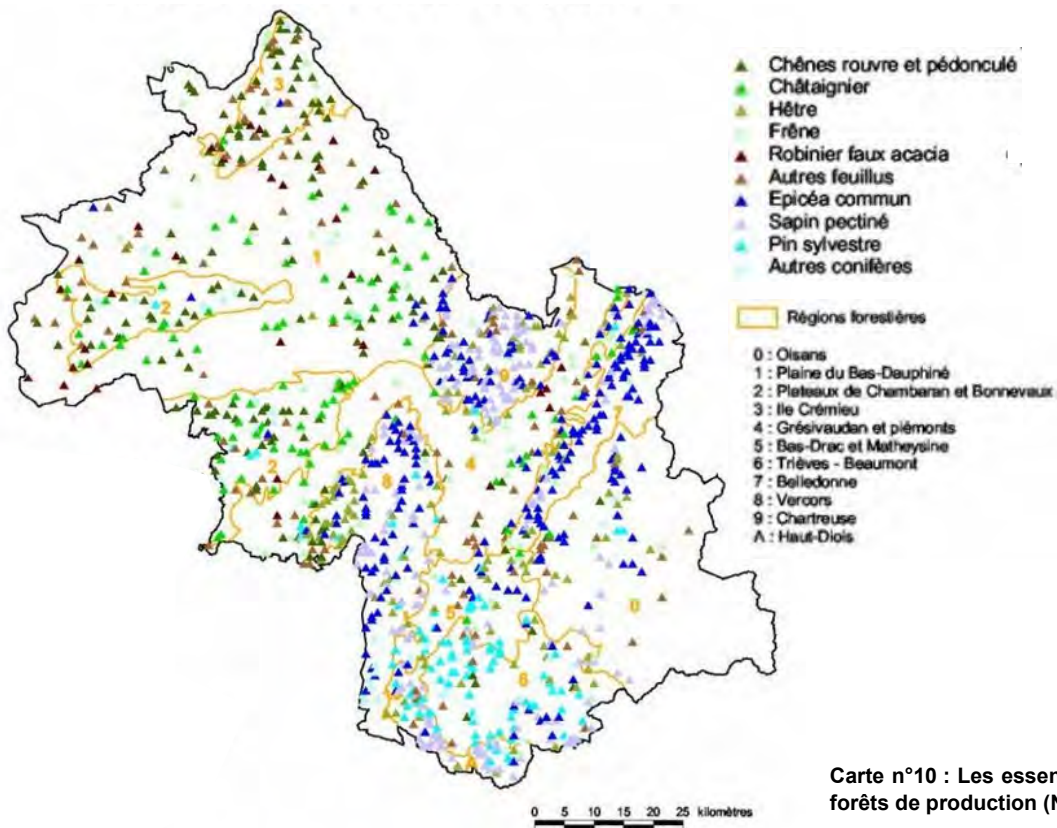 Chênes rouvre et pédonculé
Châtaignier
Hêtre
Frêne
Robinier faux acacia
Autres feuillus
Epicéa commun
Sapin pectiné
Pin sylvestre
Autres conifères
Régions forestières
0 : Oisans
1 : Plaine du Bas-Dauphiné
2 : Plateaux de Chambaran et Bonnevaux
3 : Ile Crémieu
4 : Grésivaudan et piémonts
5 : Bas-Drac et Matheysine
6 : Trièves - Beaumont
7 : Belledonne
8 : Vercors
9 : Chartreuse
A : Haut-Diois
3
1
2
9
7
2
4
8
0
5
6
A
Carte n°10 : Les essen
forêts de production (N
0 5 10 15 20 25 kilomètres